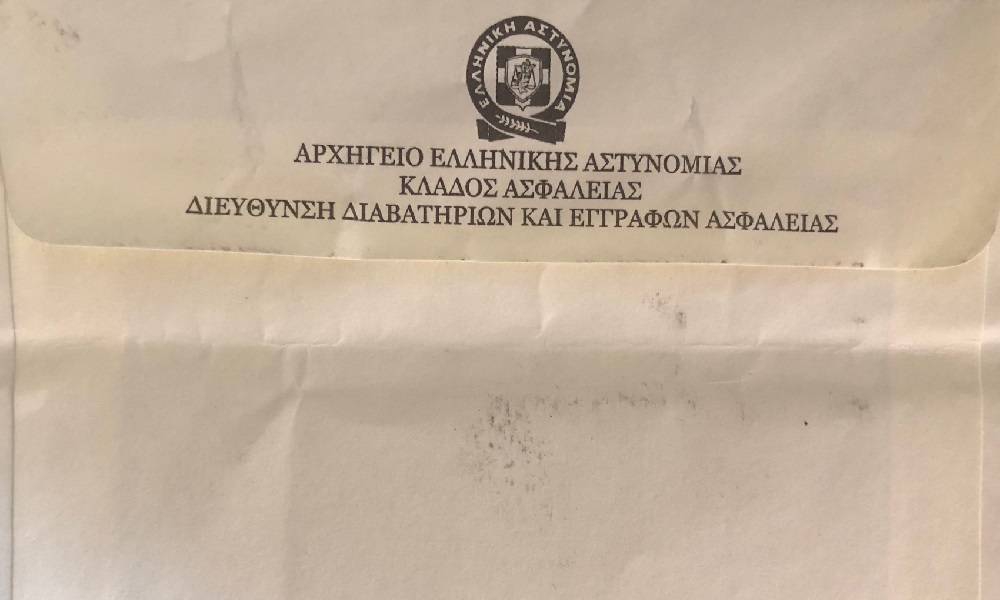 ΕΛΛΗΝΙΚΗ ΑΣΤΥΝΟΜΙΑ
ΑΡΧΗΓΕΙΟ ΕΛΛΗΝΙΚΗΣ ΑΣΤΥΝΟΜΙΑΣ
ΚΛΑΔΟΣ ΑΣΦΑΛΕΙΑΣ
ΔΙΕΥΘΥΝΣΗ ΔΙΑΒΑΤΗΡΙΩΝ ΚΑΙ ΕΓΓΡΑΦΩΝ ΑΣΦΑΛΕΙΑΣ